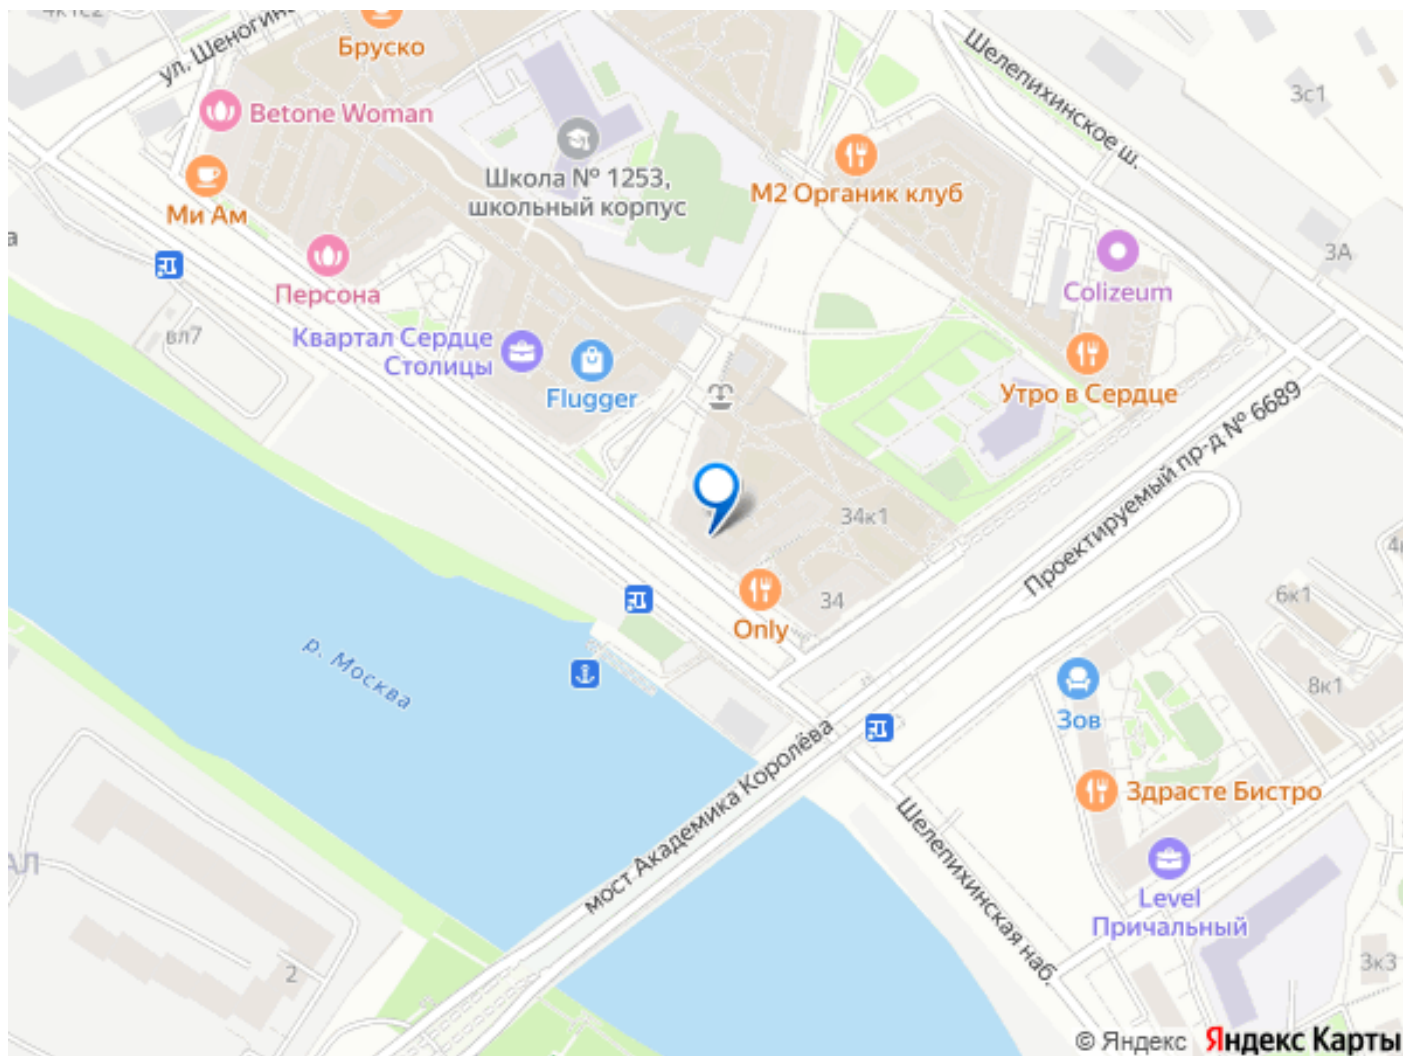 4к1с2
ул. Шеногина
Бруско
Шелепихинское ш.
3с1
Betone Woman
Школа № 1253,
школьный корпус
М2 Органик клуб
Ми Ам
3А
а
Персона
Colizeum
вл7
Квартал Сердце
Столицы
Flugger
Утро в Сердце
Проектируемый пр-д № 6689
34к1
34
Only
6к1
р. Москва
8к1
Зов
мост Академика Королёва
Здрасте Бистро
Шелепихинская наб.
АЛ
Level
Причальный
2
3к3
© Яндекс Яндекс Карты